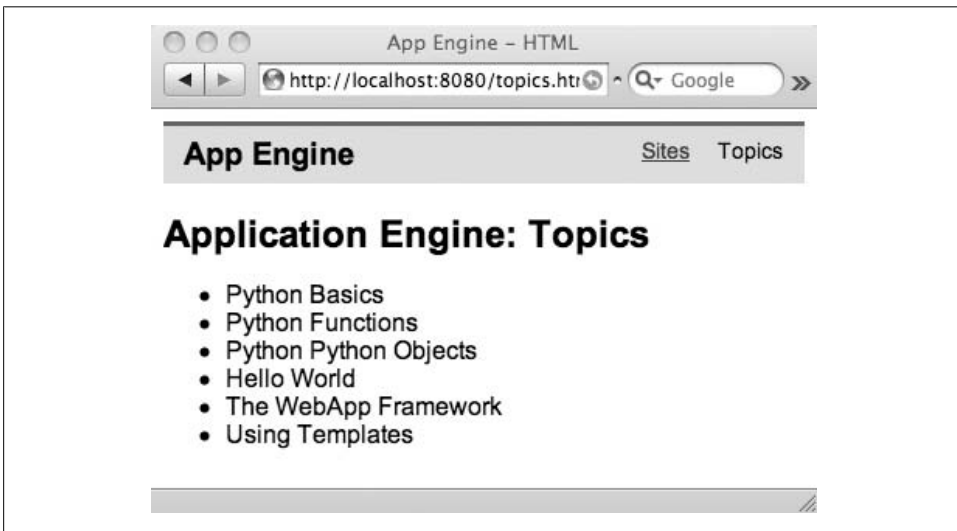 App Engine – HTML
http://localhost:8080/topics.htr
Google
App Engine
Sites Topics
Application Engine: Topics
• Python Basics
• Python Functions
• Python Python Objects
• Hello World
• The WebApp Framework
• Using Templates